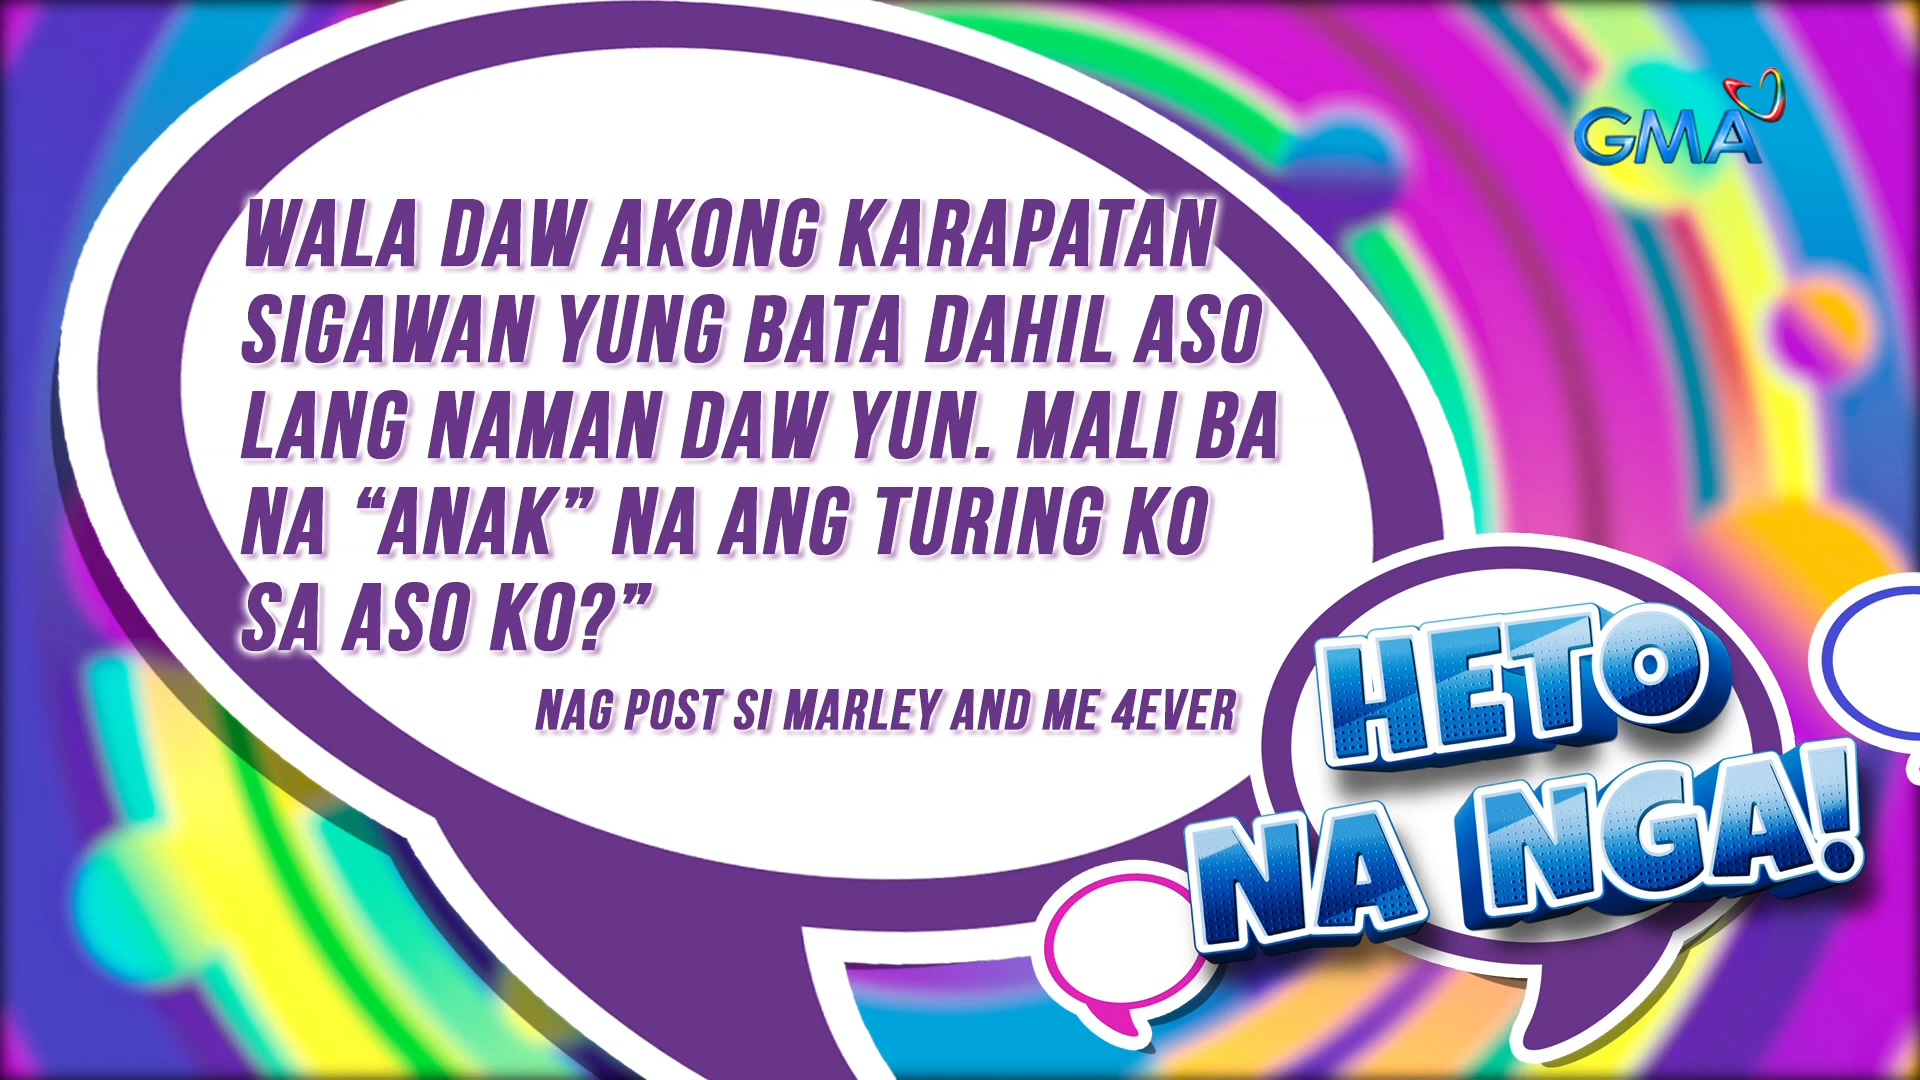 GMA
WALA DAW AKONG KARAPATAN
SIGAWAN YUNG BATA DAHIL ASO
LANG NAMAN DAW YUN. MALI BA
NA “ANAK” NA ANG TURING KO
SA ASO KO?”
NAG POST SI MARLEY AND ME 4EVER
HETO
NA NGA!